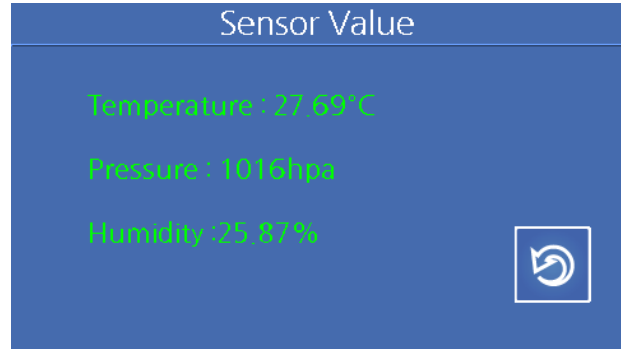 Sensor Value
Temperature : 27.69°C
Pressure : 1016hpa
Humidity :25.87%